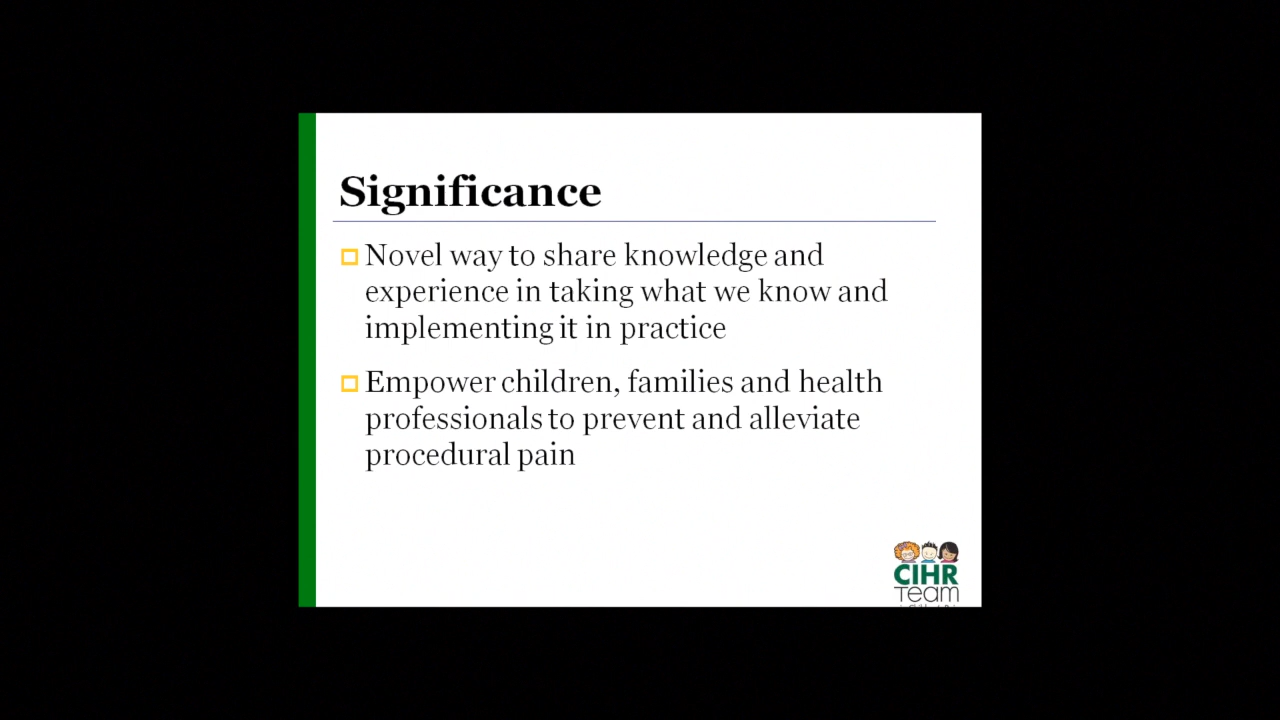 Significance
Novel way to share knowledge and
experience in taking what we know and
implementing it in practice
Empower children, families and health
professionals to prevent and alleviate
procedural pain
CIHR
Team